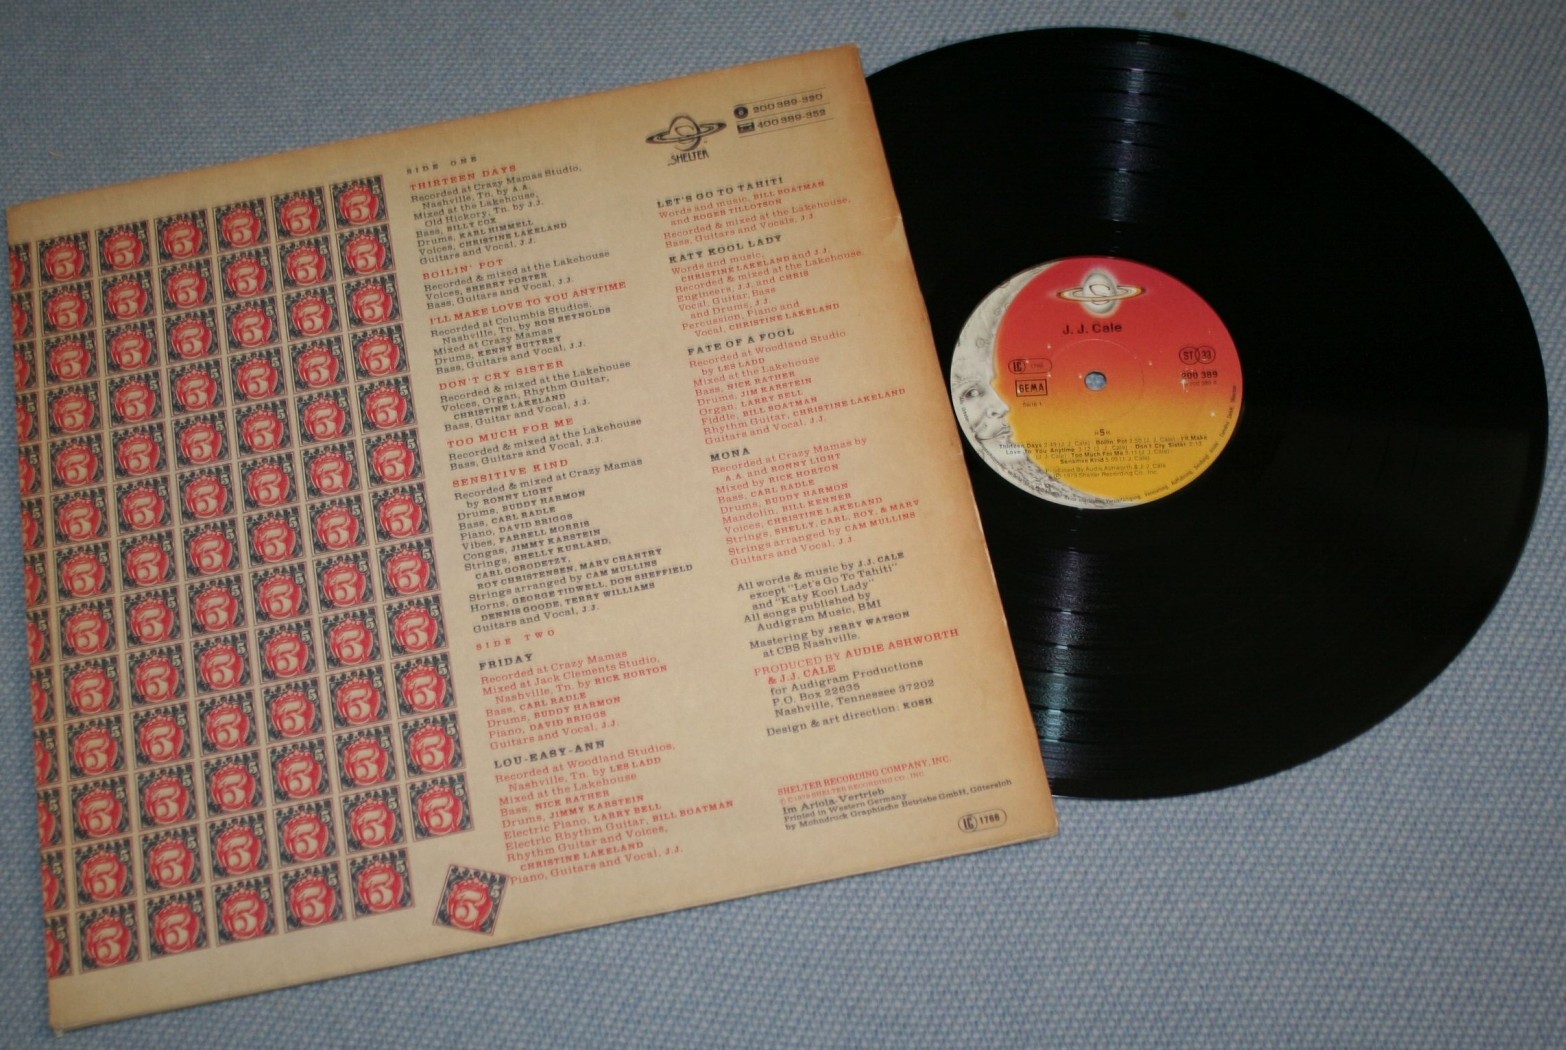 SIDE ONE
THIRTEEN DAYS
Recorded at Crazy Mamas Studio,
Nashville, Tn. by A.A.
Mixed at the Lakehouse,
Old Hickory, Tn. by J.J.
Bass, BILLY COX
Drums, KARL HIMMELL
Voices, CHRISTINE LAKELAND
Guitars and Vocal, J.J.
BOILIN' POT
Recorded & mixed at the Lakehouse
Voices, SHERRY PORTER
Bass, Guitars and Vocal, J.J.
I'LL MAKE LOVE TO YOU ANYTIME
Recorded at Columbia Studios,
Nashville, Tn. by RON REYNOLDS
Mixed at Crazy Mamas
Drums, KENNY BUTTREY
Bass, Guitars and Vocal, J.J.
DON'T CRY SISTER
Recorded & mixed at the Lakehouse
Voices, Organ, Rhythm Guitar,
CHRISTINE LAKELAND
Bass, Guitar and Vocal, J.J.
TOO MUCH FOR ME
Recorded & mixed at the Lakehouse
Bass, Guitars and Vocal, J.J.
SENSITIVE KIND
Recorded & mixed at Crazy Mamas
by RONNY LIGHT
Drums, BUDDY HARMON
Bass, CARL RADLE
Piano, DAVID BRIGGS
Vibes, FARRELL MORRIS
Congas, JIMMY KARSTEIN
Strings, SHELLY KURLAND,
CARL GORODETZY,
ROY CHRISTENSEN, MARV CHANTRY
Strings arranged by CAM MULLINS
Horns, GEORGE TIDWELL, DON SHEFFIELD
DENNIS GOODE, TERRY WILLIAMS
Guitars and Vocal, J.J.
SIDE TWO
FRIDAY
Recorded at Crazy Mamas
Mixed at Jack Clements Studio,
Nashville, Tn. by RICK HORTON
Bass, CARL RADLE
Drums, BUDDY HARMON
Piano, DAVID BRIGGS
Guitars and Vocal, J.J.
LOU-EASY-ANN
Recorded at Woodland Studios,
Nashville, Tn. by LES LADD
Mixed at the Lakehouse
Bass, NICK RATHER
Drums, JIMMY KARSTEIN
Electric Piano, LARRY BELL
Electric Rhythm Guitar, BILL BOATMAN
Rhythm Guitar and Voices,
CHRISTINE LAKELAND
Piano, Guitars and Vocal, J.J.
SHELTER
200 389-320
400 389-352
LET'S GO TO TAHITI
Words and music, BILL BOATMAN
and ROGER TILLOTSON
Recorded & mixed at the Lakehouse,
Bass, Guitars and Vocals, J.J.
KATY KOOL LADY
Words and music,
CHRISTINE LAKELAND and J.J.
Recorded & mixed at the Lakehouse,
Engineers, J.J. and CHRIS
Vocal, Guitar, Bass
and Drums, J.J.
Percussion, Piano and
Vocal, CHRISTINE LAKELAND
FATE OF A FOOL
Recorded at Woodland Studio
by LES LADD
Mixed at the Lakehouse
Bass, NICK RATHER
Drums, JIM KARSTEIN
Organ, LARRY BELL
Fiddle, BILL BOATMAN
Rhythm Guitar, CHRISTINE LAKELAND
Guitars and Vocal, J.J.
MONA
Recorded at Crazy Mamas by
A.A. and RONNY LIGHT
Mixed by RICK HORTON
Bass, CARL RADLE
Drums, BUDDY HARMON
Mandolin, BILL KENNER
Voices, CHRISTINE LAKELAND
Strings, SHELLY, CARL, ROY, & MARV
Strings arranged by CAM MULLINS
Guitars and Vocal, J.J.
All words & music by J.J. CALE
except "Let's Go To Tahiti"
and "Katy Kool Lady"
All songs published by
Audigram Music, BMI
Mastering by JERRY WATSON
at CBS Nashville.
PRODUCED BY AUDIE ASHWORTH
& J.J. CALE
for Audigram Productions
P.O. Box 22635
Nashville, Tennessee 37202
Design & art direction: KOSH
SHELTER RECORDING COMPANY, INC.
Im Ariola-Vertrieb
Printed in Western Germany
by Mohndruck Graphische Betriebe GmbH, Gütersloh
LC 1786
J. J. Cale
LC
GEMA
ST 33
200 389
Seite 1
»5«